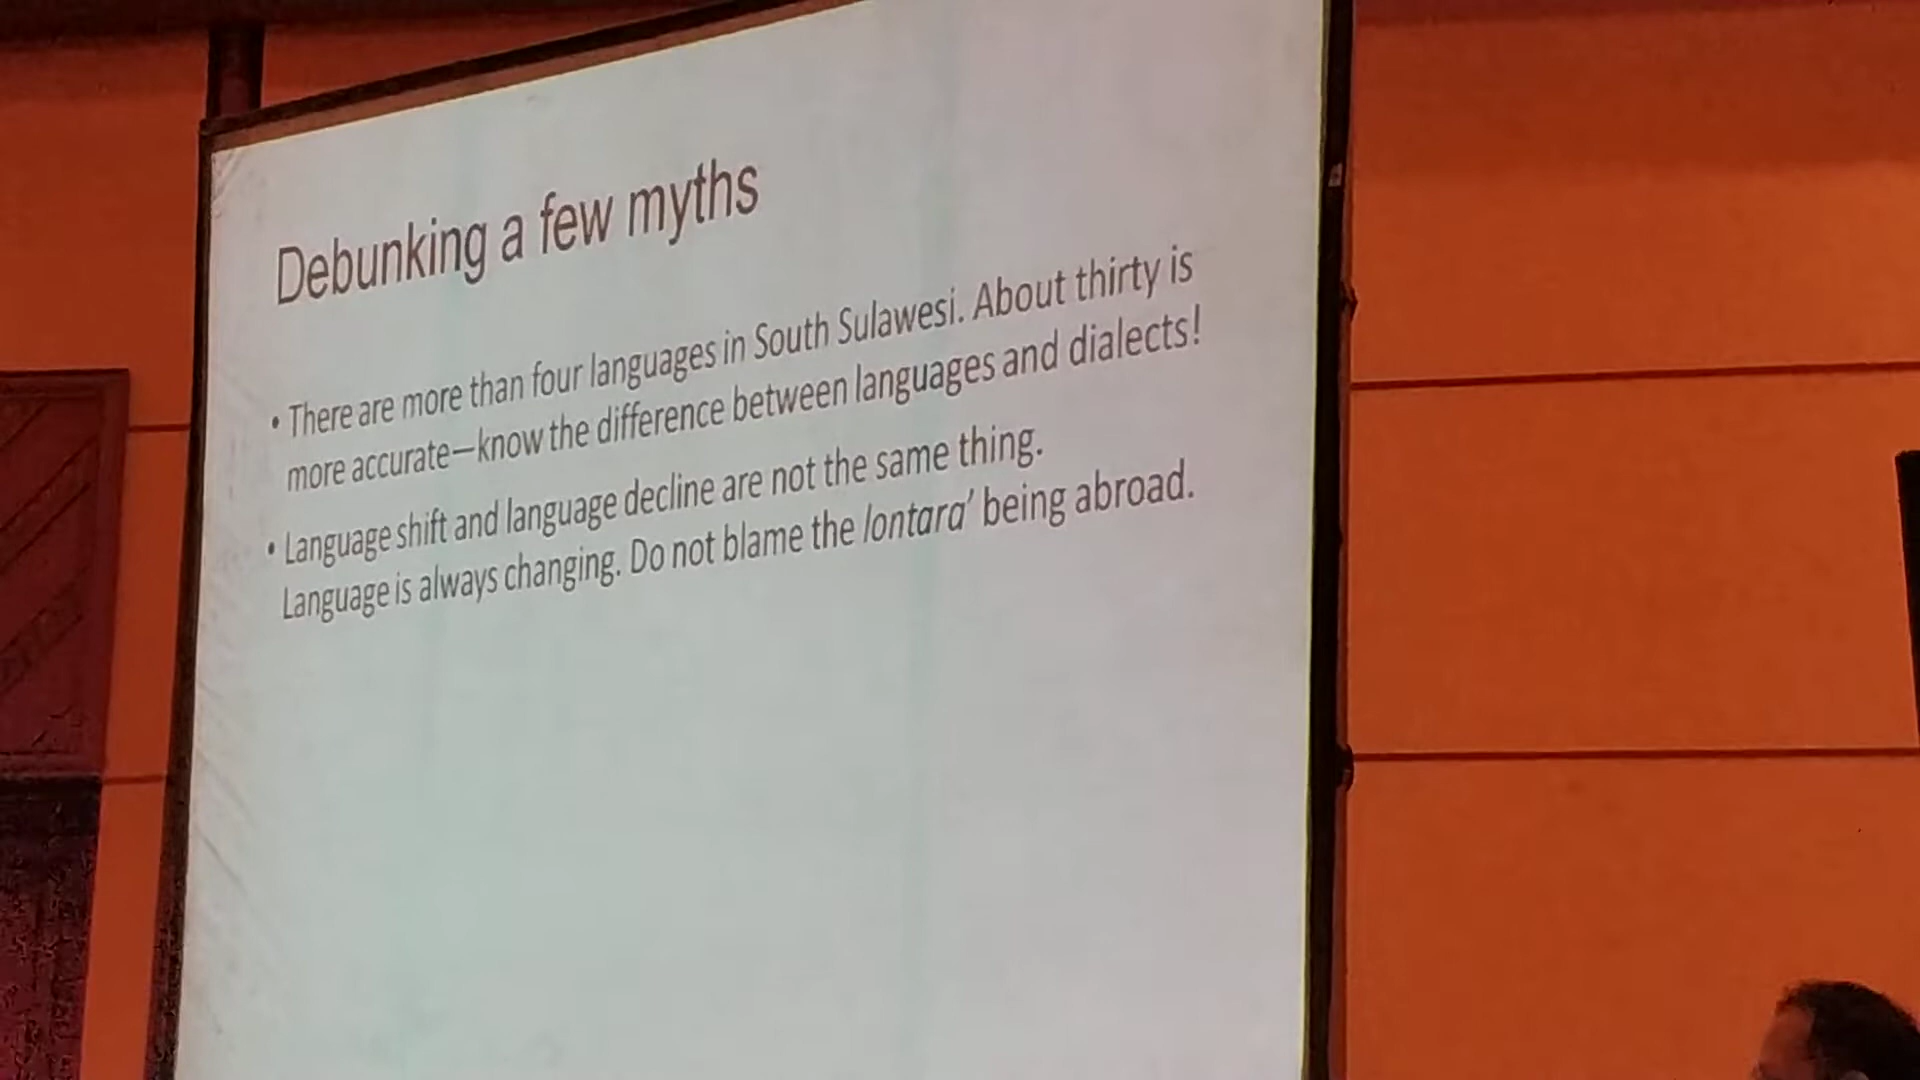 Debunking a few myths
• There are more than four languages in South Sulawesi. About thirty is
more accurate—know the difference between languages and dialects!
• Language shift and language decline are not the same thing.
Language is always changing. Do not blame the lontara’ being abroad.